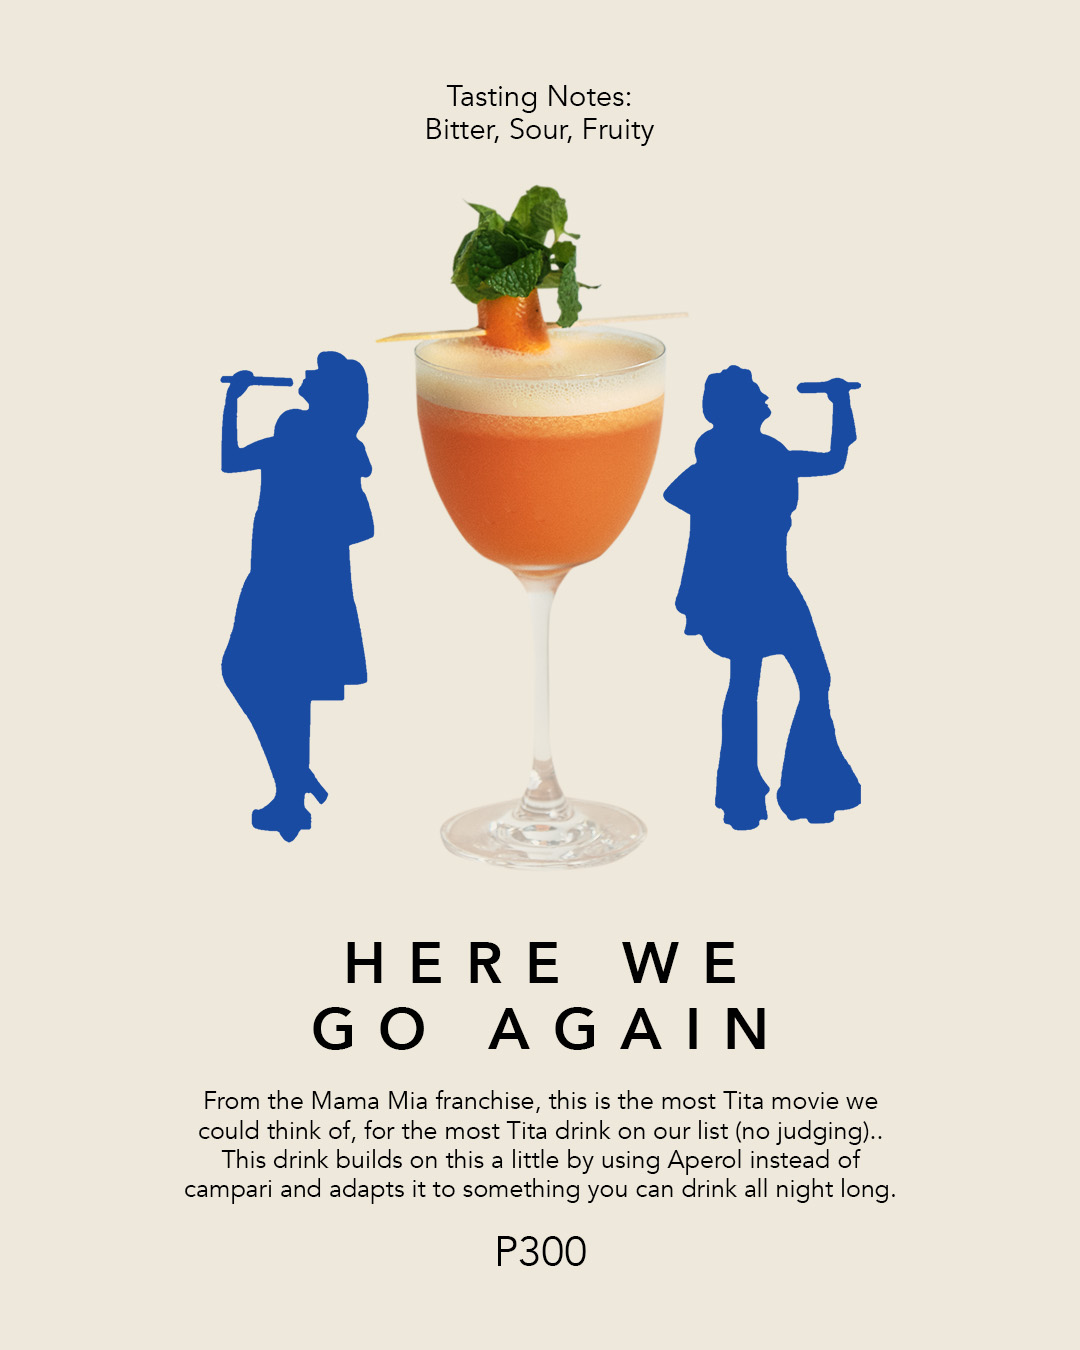 Tasting Notes:
Bitter, Sour, Fruity
HERE WE
GO AGAIN
From the Mama Mia franchise, this is the most Tita movie we
could think of, for the most Tita drink on our list (no judging)..
This drink builds on this a little by using Aperol instead of
campari and adapts it to something you can drink all night long.
P300